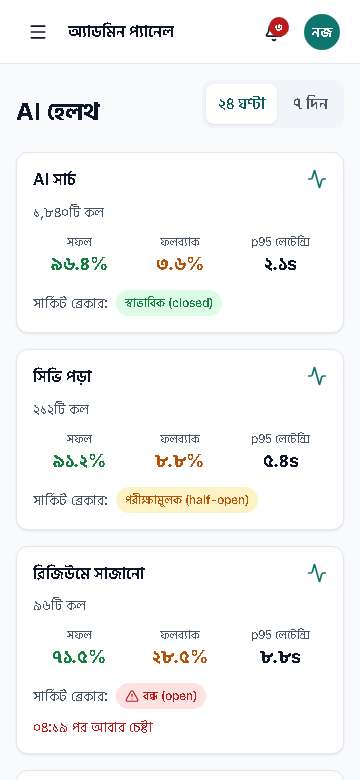 অ্যাডমিন প্যানেল
৩
নজ
AI হেলথ
২৪ ঘণ্টা
৭ দিন
AI সার্চ
১,৮৪০টি কল
সফল ফলব্যাক p95 লেটেন্সি
৯৬.৪% ৩.৬% ২.১s
সার্কিট ব্রেকার: স্বাভাবিক (closed)
সিভি পড়া
২১২টি কল
সফল ফলব্যাক p95 লেটেন্সি
৯১.২% ৮.৮% ৫.৪s
সার্কিট ব্রেকার: পরীক্ষামূলক (half-open)
রিজিউমে সাজানো
৯৬টি কল
সফল ফলব্যাক p95 লেটেন্সি
৭১.৫% ২৮.৫% ৮.৮s
সার্কিট ব্রেকার: বন্ধ (open)
০৪:১৯ পর আবার চেষ্টা